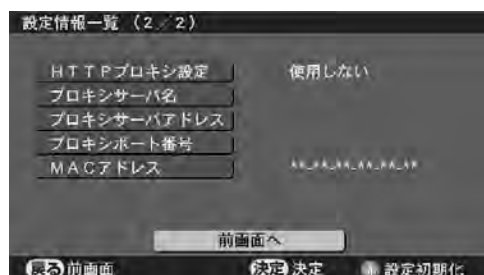 設定情報一覧 (2/2)
HTTPプロキシ設定 使用しない
プロキシサーバ名
プロキシサーバアドレス
プロキシポート番号
MACアドレス **-**-**-**-**-**
前画面へ
戻る 前画面 決定 決定 設定初期化